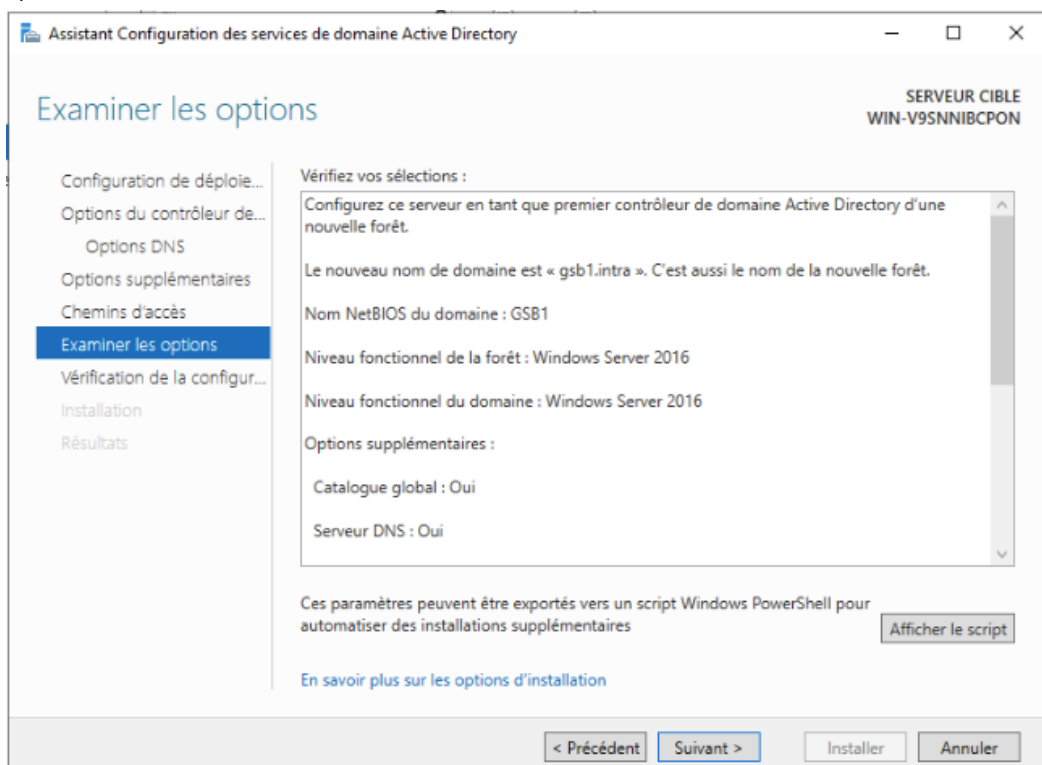 Assistant Configuration des services de domaine Active Directory
Examiner les options
SERVEUR CIBLE
WIN-V9SNNIBCPON
Configuration de déploie...
Options du contrôleur de...
Options DNS
Options supplémentaires
Chemins d'accès
Examiner les options
Vérification de la configur...
Installation
Résultats
Vérifiez vos sélections :
Configurez ce serveur en tant que premier contrôleur de domaine Active Directory d'une
nouvelle forêt.
Le nouveau nom de domaine est « gsb1.intra ». C'est aussi le nom de la nouvelle forêt.
Nom NetBIOS du domaine : GSB1
Niveau fonctionnel de la forêt : Windows Server 2016
Niveau fonctionnel du domaine : Windows Server 2016
Options supplémentaires :
Catalogue global : Oui
Serveur DNS : Oui
Ces paramètres peuvent être exportés vers un script Windows PowerShell pour
automatiser des installations supplémentaires
Afficher le script
En savoir plus sur les options d'installation
< Précédent
Suivant >
Installer
Annuler